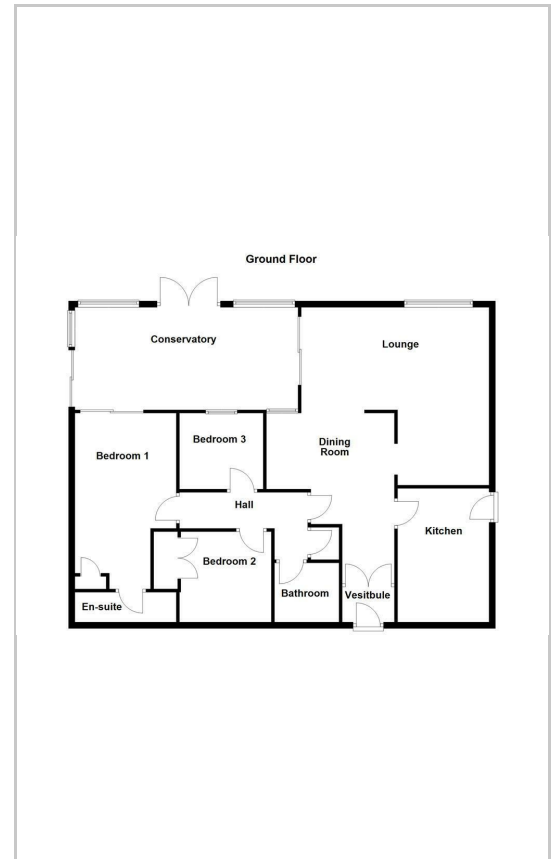 Ground Floor
Conservatory
Lounge
Bedroom 3
Dining
Room
Bedroom 1
Hall
Kitchen
Bedroom 2
Bathroom
Vesitbule
En-suite